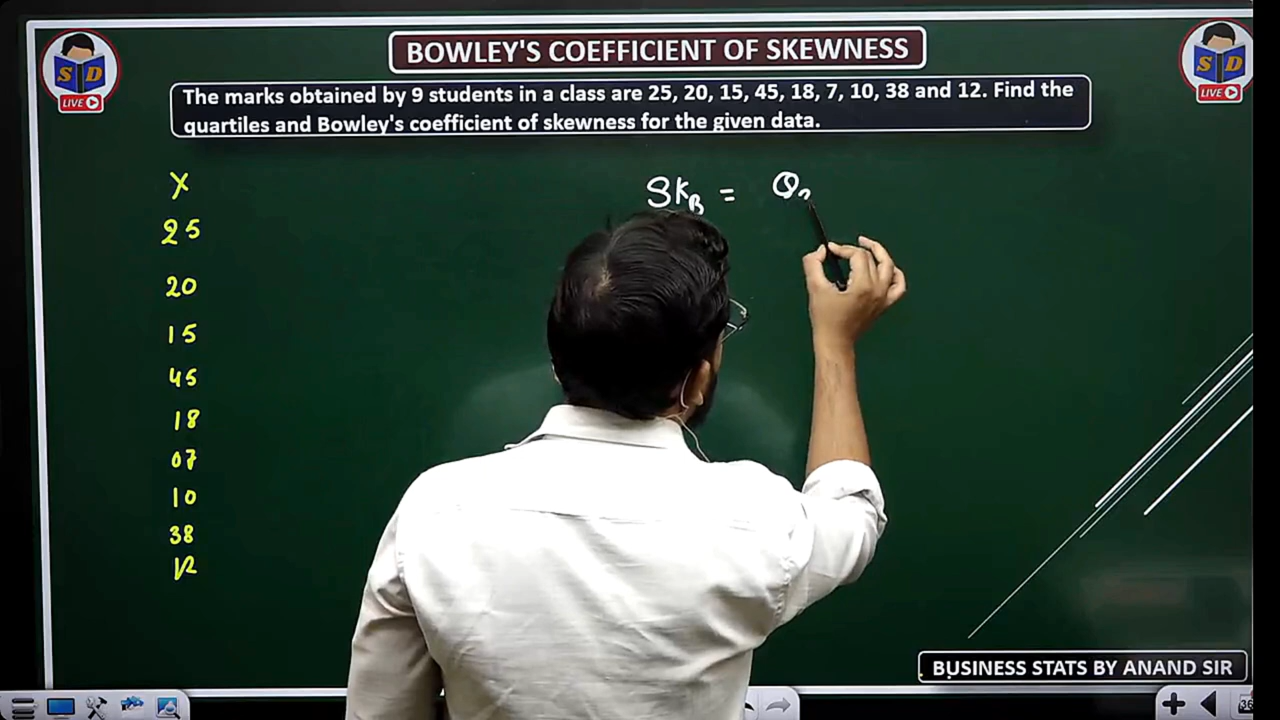 BOWLEY'S COEFFICIENT OF SKEWNESS
S D
LIVE
S D
LIVE
The marks obtained by 9 students in a class are 25, 20, 15, 45, 18, 7, 10, 38 and 12. Find the
quartiles and Bowley's coefficient of skewness for the given data.
X
25
20
15
45
18
07
10
38
12
SkB = Q
BUSINESS STATS BY ANAND SIR